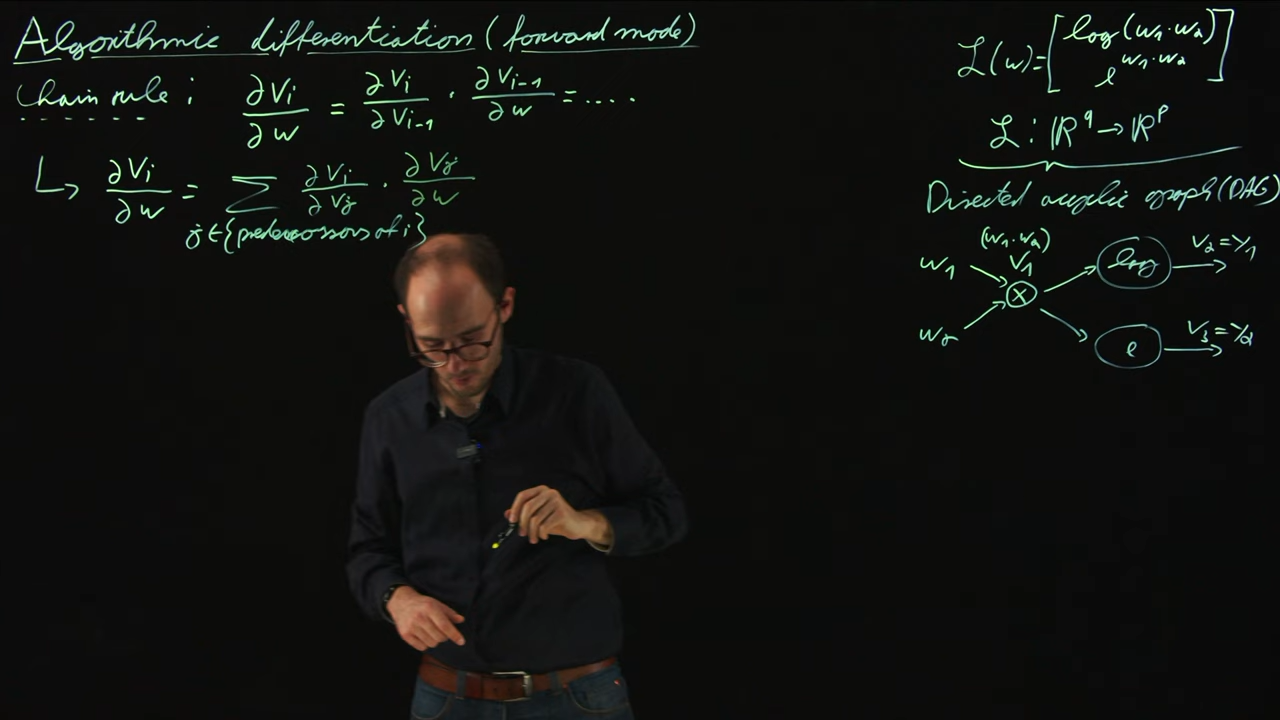 Algorithmic differentiation (forward mode)
Chain rule : ∂Vi/∂w = ∂Vi/∂Vi-1 · ∂Vi-1/∂w = ....
↳ ∂Vi/∂w = ∑ ∂Vi/∂Vj · ∂Vj/∂w
j ∈ {predecessors of i}
L(w) = [log(w1·w2)
e^w1·w2]
L : ℝ^q → ℝ^p
Directed acyclic graph (DAG)
(w1·w2)
w1 V1 log V2 = y1
×
w2 e V3 = y2